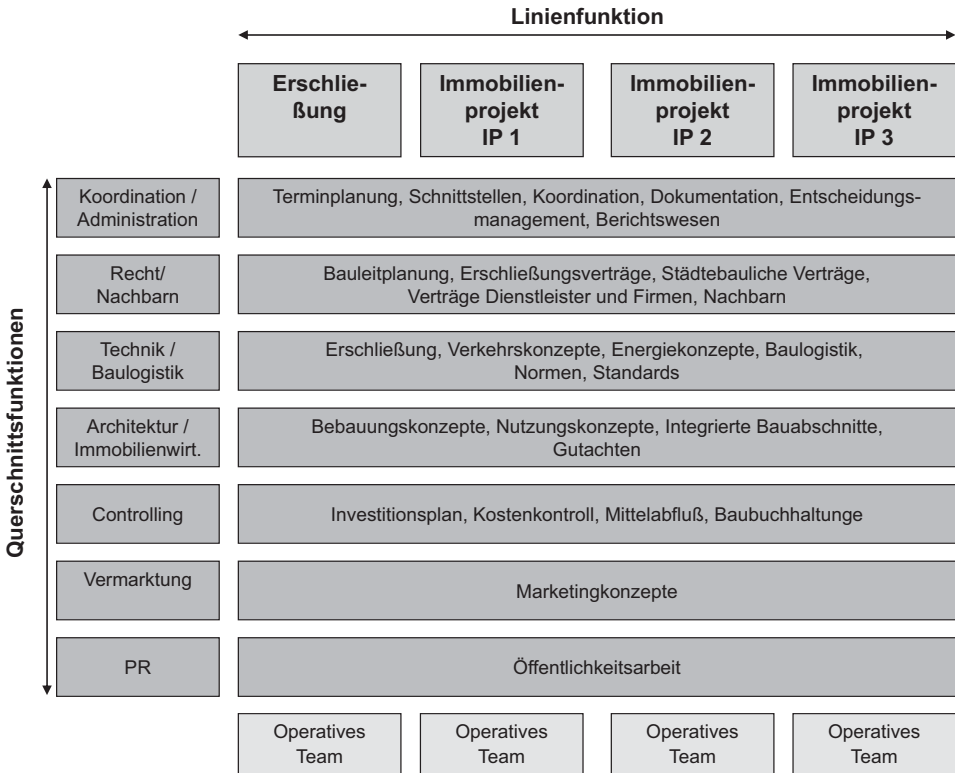 Linienfunktion
Erschlie-
ßung
Immobilien-
projekt
IP 1
Immobilien-
projekt
IP 2
Immobilien-
projekt
IP 3
Querschnittsfunktionen
Koordination /
Administration
Terminplanung, Schnittstellen, Koordination, Dokumentation, Entscheidungs-
management, Berichtswesen
Recht/
Nachbarn
Bauleitplanung, Erschließungsverträge, Städtebauliche Verträge,
Verträge Dienstleister und Firmen, Nachbarn
Technik /
Baulogistik
Erschließung, Verkehrskonzepte, Energiekonzepte, Baulogistik,
Normen, Standards
Architektur /
Immobilienwirt.
Bebauungskonzepte, Nutzungskonzepte, Integrierte Bauabschnitte,
Gutachten
Controlling
Investitionsplan, Kostenkontroll, Mittelabfluß, Baubuchhaltunge
Vermarktung
Marketingkonzepte
PR
Öffentlichkeitsarbeit
Operatives
Team
Operatives
Team
Operatives
Team
Operatives
Team